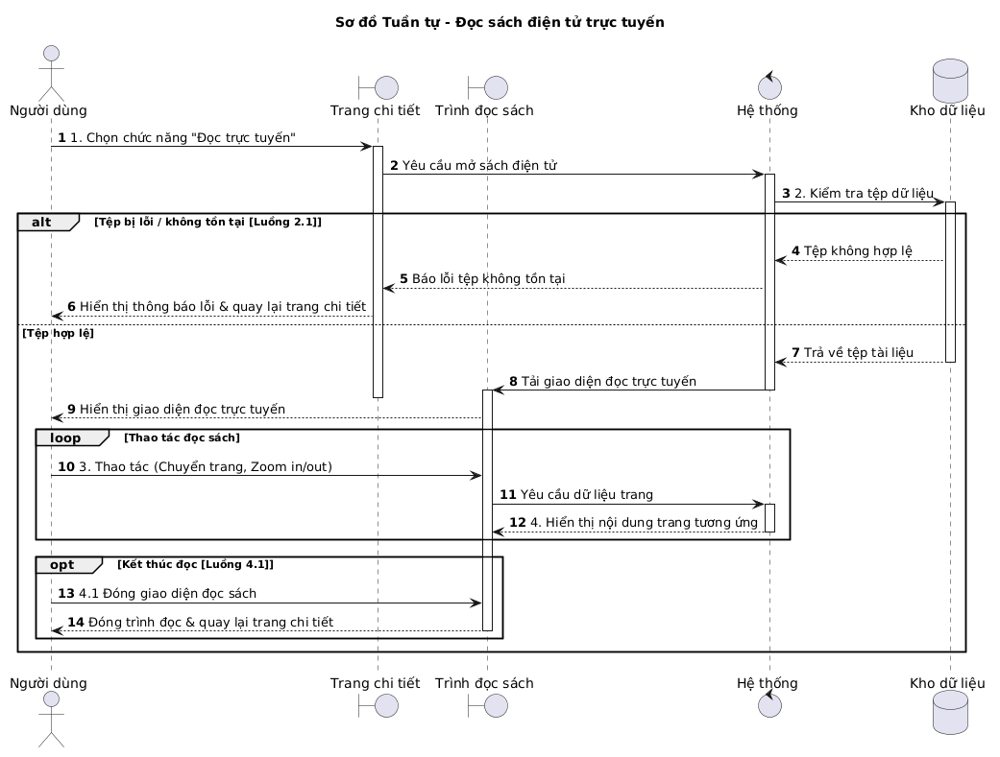 Sơ đồ Tuần tự - Đọc sách điện tử trực tuyến
Người dùng
Trang chi tiết
Trình đọc sách
Hệ thống
Kho dữ liệu
1 1. Chọn chức năng "Đọc trực tuyến"
2 Yêu cầu mở sách điện tử
3 2. Kiểm tra tệp dữ liệu
alt [Tệp bị lỗi / không tồn tại [Luồng 2.1]]
4 Tệp không hợp lệ
5 Báo lỗi tệp không tồn tại
6 Hiển thị thông báo lỗi & quay lại trang chi tiết
[Tệp hợp lệ]
7 Trả về tệp tài liệu
8 Tải giao diện đọc trực tuyến
9 Hiển thị giao diện đọc trực tuyến
loop [Thao tác đọc sách]
10 3. Thao tác (Chuyển trang, Zoom in/out)
11 Yêu cầu dữ liệu trang
12 4. Hiển thị nội dung trang tương ứng
opt [Kết thúc đọc [Luồng 4.1]]
13 4.1 Đóng giao diện đọc sách
14 Đóng trình đọc & quay lại trang chi tiết
Người dùng
Trang chi tiết
Trình đọc sách
Hệ thống
Kho dữ liệu